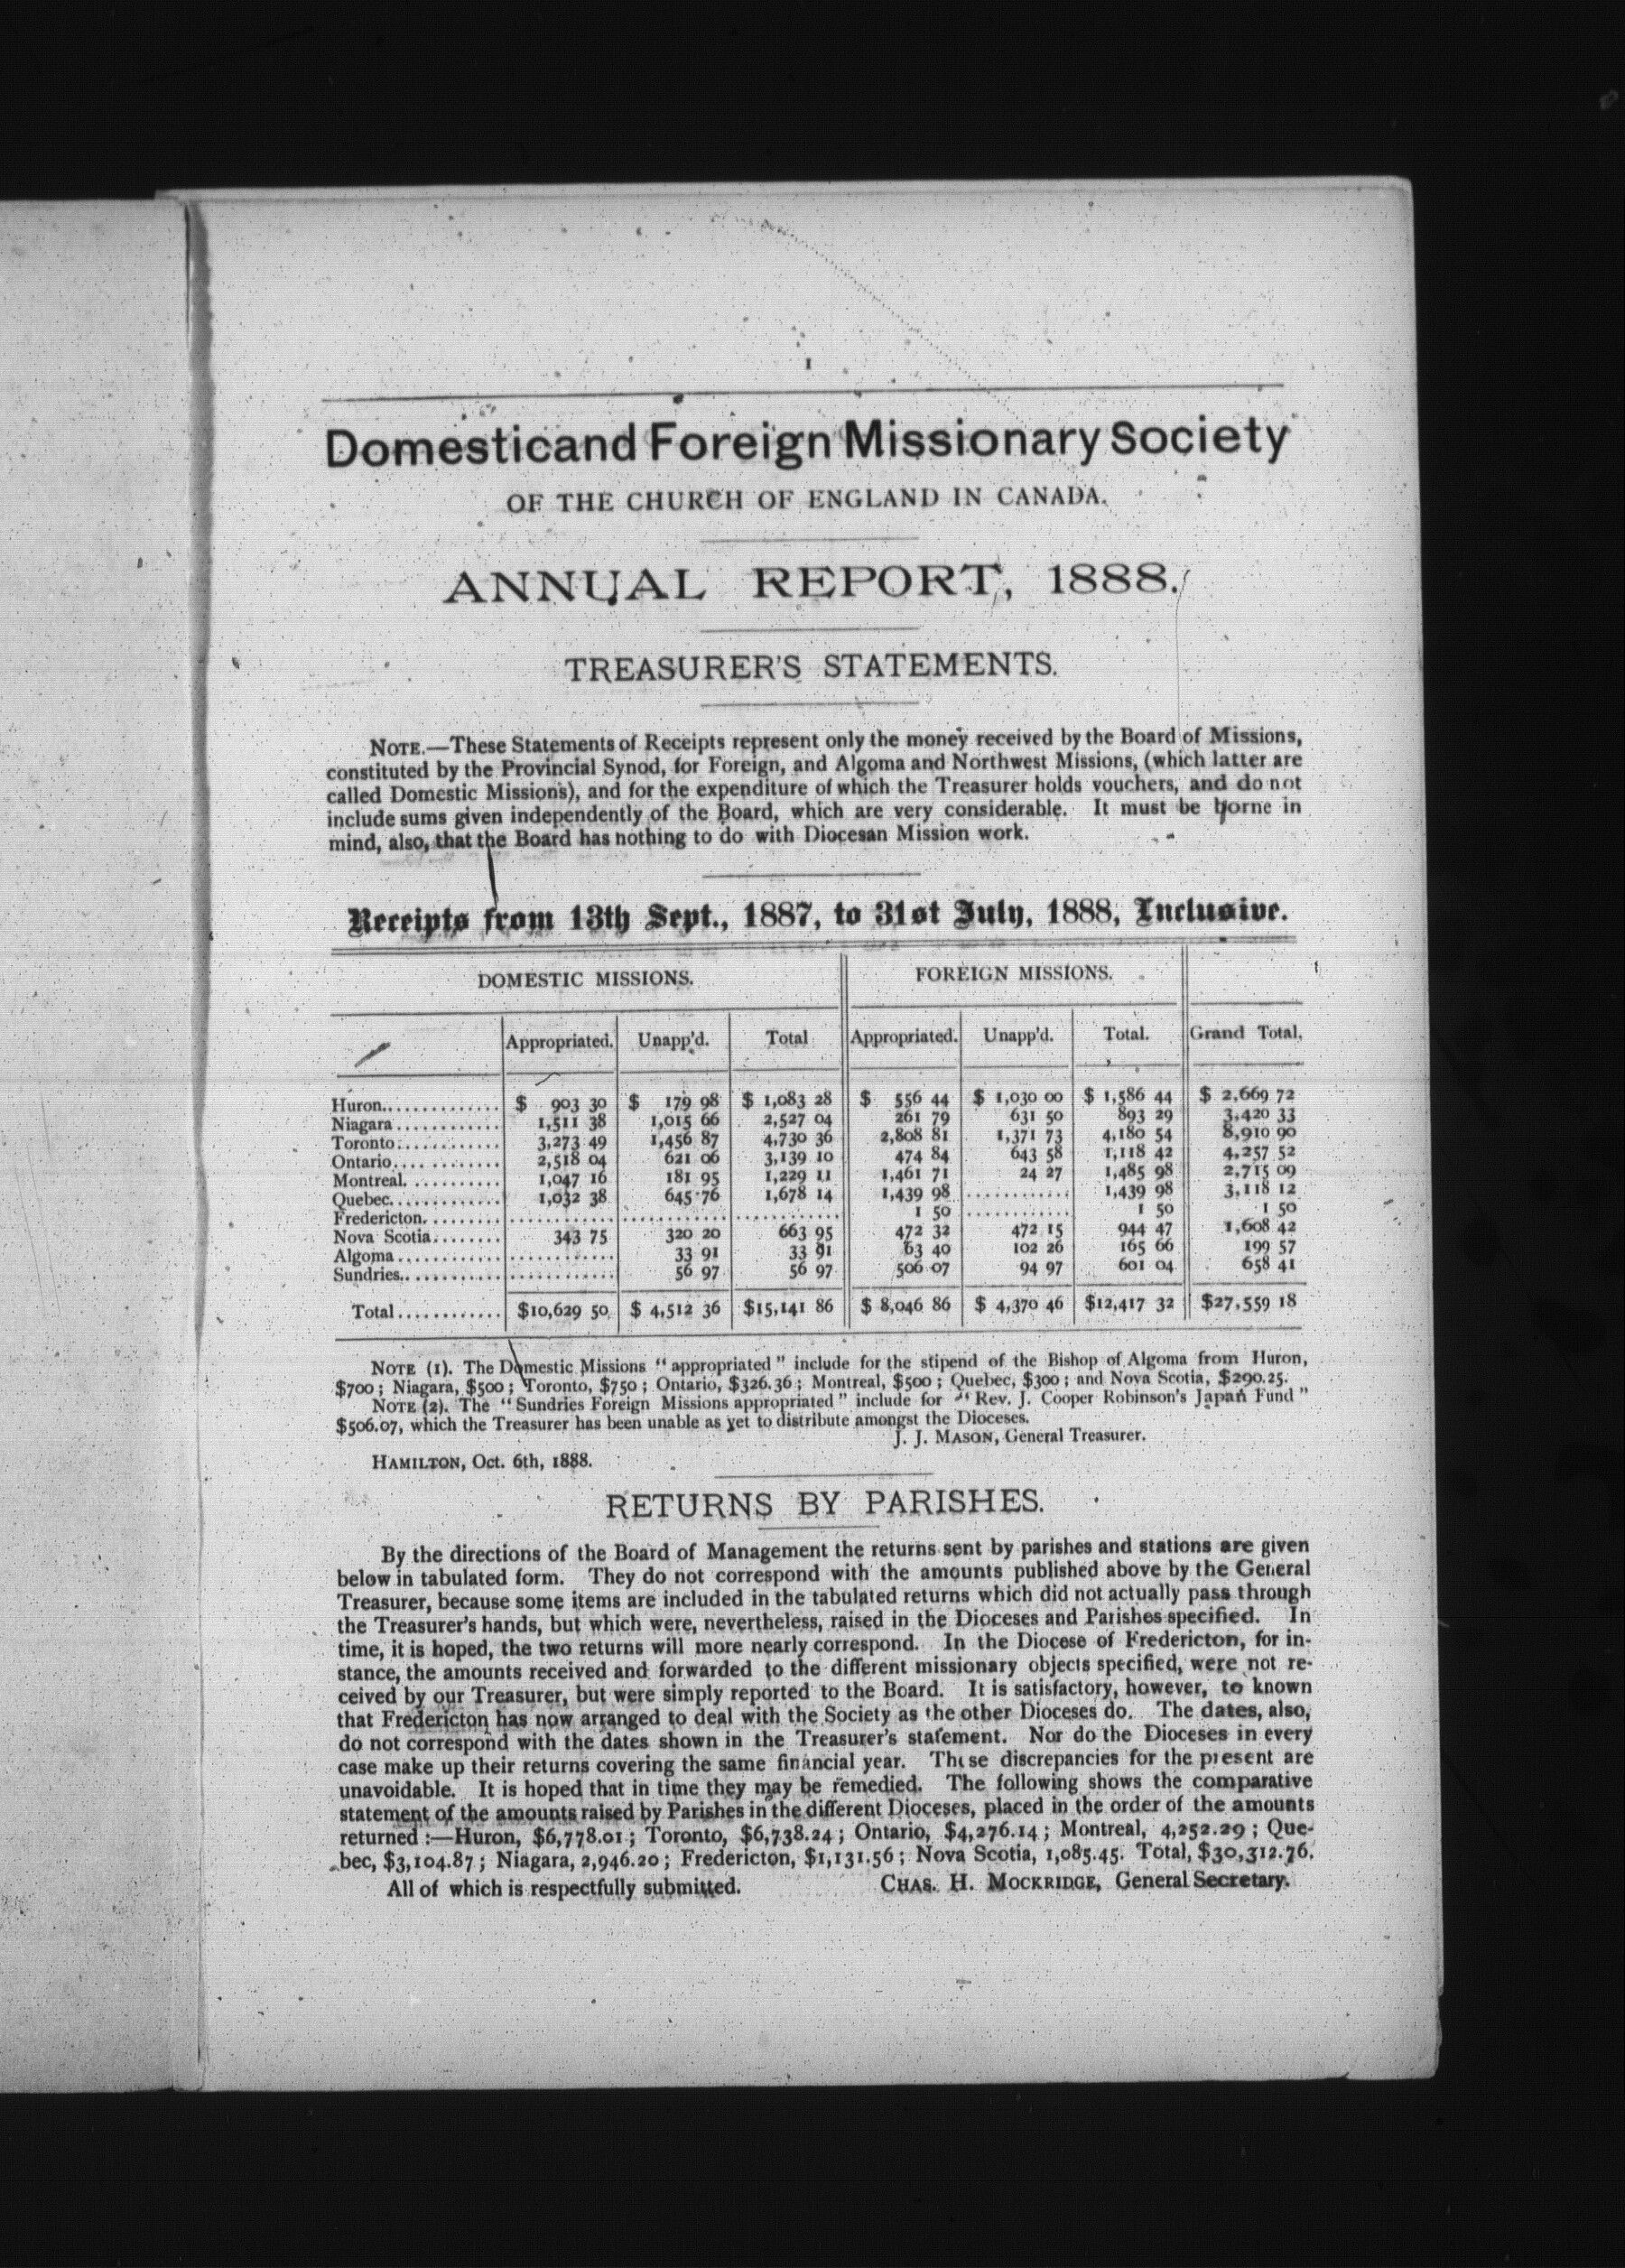 1
Domestic and Foreign Missionary Society
OF THE CHURCH OF ENGLAND IN CANADA.
ANNUAL REPORT, 1888.
TREASURER'S STATEMENTS.
NOTE.—These Statements of Receipts represent only the money received by the Board of Missions,
constituted by the Provincial Synod, for Foreign, and Algoma and Northwest Missions, (which latter are
called Domestic Missions), and for the expenditure of which the Treasurer holds vouchers, and do not
include sums given independently of the Board, which are very considerable. It must be borne in
mind, also, that the Board has nothing to do with Diocesan Mission work.
Receipts from 13th Sept., 1887, to 31st July, 1888, Inclusive.
DOMESTIC MISSIONS. FOREIGN MISSIONS.
Appropriated. Unapp'd. Total Appropriated. Unapp'd. Total. Grand Total.
Huron.............. $ 903 30 $ 179 98 $ 1,083 28 $ 556 44 $ 1,030 00 $ 1,586 44 $ 2,669 72
Niagara............ 1,511 38 1,015 66 2,527 04 261 79 631 50 893 29 3,420 33
Toronto............ 3,273 49 1,456 87 4,730 36 2,808 81 1,371 73 4,180 54 8,910 90
Ontario............. 2,518 04 621 06 3,139 10 474 84 643 58 1,118 42 4,257 52
Montreal........... 1,047 16 181 95 1,229 11 1,461 71 24 27 1,485 98 2,715 09
Quebec............. 1,032 38 645 76 1,678 14 1,439 98 ............ 1,439 98 3,118 12
Fredericton......... ............ ............ ............ 1 50 ............ 1 50 1 50
Nova Scotia........ 343 75 320 20 663 95 472 32 472 15 944 47 1,608 42
Algoma............ ............ 33 91 33 91 63 40 102 26 165 66 199 57
Sundries............ ............ 56 97 56 97 506 07 94 97 601 04 658 41
Total............ $10,629 50 $ 4,512 36 $15,141 86 $ 8,046 86 $ 4,370 46 $12,417 32 $27,559 18
NOTE (1). The Domestic Missions "appropriated" include for the stipend of the Bishop of Algoma from Huron,
$700; Niagara, $500; Toronto, $750; Ontario, $326.36; Montreal, $500; Quebec, $300; and Nova Scotia, $290.25.
NOTE (2). The "Sundries Foreign Missions appropriated" include for "Rev. J. Cooper Robinson's Japan Fund"
$506.07, which the Treasurer has been unable as yet to distribute amongst the Dioceses.
J. J. MASON, General Treasurer.
HAMILTON, Oct. 6th, 1888.
RETURNS BY PARISHES.
By the directions of the Board of Management the returns sent by parishes and stations are given
below in tabulated form. They do not correspond with the amounts published above by the General
Treasurer, because some items are included in the tabulated returns which did not actually pass through
the Treasurer's hands, but which were, nevertheless, raised in the Dioceses and Parishes specified. In
time, it is hoped, the two returns will more nearly correspond. In the Diocese of Fredericton, for in-
stance, the amounts received and forwarded to the different missionary objects specified, were not re-
ceived by our Treasurer, but were simply reported to the Board. It is satisfactory, however, to known
that Fredericton has now arranged to deal with the Society as the other Dioceses do. The dates, also,
do not correspond with the dates shown in the Treasurer's statement. Nor do the Dioceses in every
case make up their returns covering the same financial year. These discrepancies for the present are
unavoidable. It is hoped that in time they may be remedied. The following shows the comparative
statement of the amounts raised by Parishes in the different Dioceses, placed in the order of the amounts
returned:—Huron, $6,778.01; Toronto, $6,738.24; Ontario, $4,276.14; Montreal, 4,252.29; Que-
bec, $3,104.87; Niagara, 2,946.20; Fredericton, $1,131.56; Nova Scotia, 1,085.45. Total, $30,312.76.
All of which is respectfully submitted. CHAS. H. MOCKRIDGE, General Secretary.